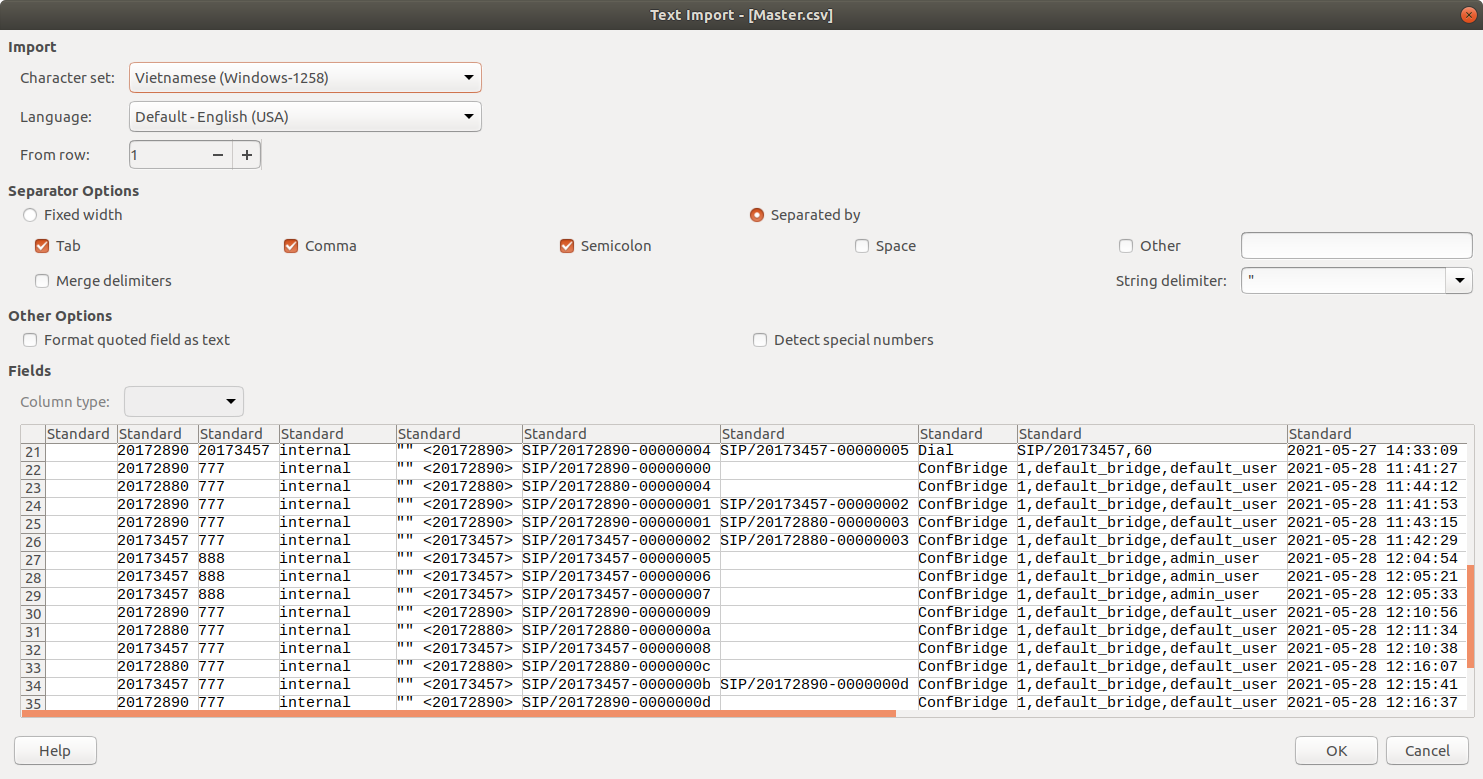 Text Import - [Master.csv]
Import
Character set: Vietnamese (Windows-1258)
Language: Default - English (USA)
From row: 1 − +
Separator Options
Fixed width Separated by
Tab Comma Semicolon Space Other
Merge delimiters String delimiter: "
Other Options
Format quoted field as text Detect special numbers
Fields
Column type:
Standard Standard Standard Standard Standard Standard Standard Standard Standard Standard
21 20172890 20173457 internal "" <20172890> SIP/20172890-00000004 SIP/20173457-00000005 Dial SIP/20173457,60 2021-05-27 14:33:09
22 20172890 777 internal "" <20172890> SIP/20172890-00000000 ConfBridge 1,default_bridge,default_user 2021-05-28 11:41:27
23 20172880 777 internal "" <20172880> SIP/20172880-00000004 ConfBridge 1,default_bridge,default_user 2021-05-28 11:44:12
24 20172890 777 internal "" <20172890> SIP/20172890-00000001 SIP/20173457-00000002 ConfBridge 1,default_bridge,default_user 2021-05-28 11:41:53
25 20172890 777 internal "" <20172890> SIP/20172890-00000001 SIP/20172880-00000003 ConfBridge 1,default_bridge,default_user 2021-05-28 11:43:15
26 20173457 777 internal "" <20173457> SIP/20173457-00000002 SIP/20172880-00000003 ConfBridge 1,default_bridge,default_user 2021-05-28 11:42:29
27 20173457 888 internal "" <20173457> SIP/20173457-00000005 ConfBridge 1,default_bridge,admin_user 2021-05-28 12:04:54
28 20173457 888 internal "" <20173457> SIP/20173457-00000006 ConfBridge 1,default_bridge,admin_user 2021-05-28 12:05:21
29 20173457 888 internal "" <20173457> SIP/20173457-00000007 ConfBridge 1,default_bridge,admin_user 2021-05-28 12:05:33
30 20172890 777 internal "" <20172890> SIP/20172890-00000009 ConfBridge 1,default_bridge,default_user 2021-05-28 12:10:56
31 20172880 777 internal "" <20172880> SIP/20172880-0000000a ConfBridge 1,default_bridge,default_user 2021-05-28 12:11:34
32 20173457 777 internal "" <20173457> SIP/20173457-00000008 ConfBridge 1,default_bridge,default_user 2021-05-28 12:10:38
33 20172880 777 internal "" <20172880> SIP/20172880-0000000c ConfBridge 1,default_bridge,default_user 2021-05-28 12:16:07
34 20173457 777 internal "" <20173457> SIP/20173457-0000000b SIP/20172890-0000000d ConfBridge 1,default_bridge,default_user 2021-05-28 12:15:41
35 20172890 777 internal "" <20172890> SIP/20172890-0000000d ConfBridge 1,default_bridge,default_user 2021-05-28 12:16:37
Help OK Cancel